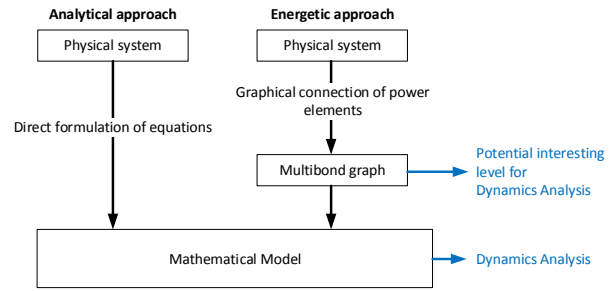 Analytical approach
Energetic approach
Physical system
Physical system
Graphical connection of power
elements
Direct formulation of equations
Multibond graph
Potential interesting
level for
Dynamics Analysis
Mathematical Model
Dynamics Analysis